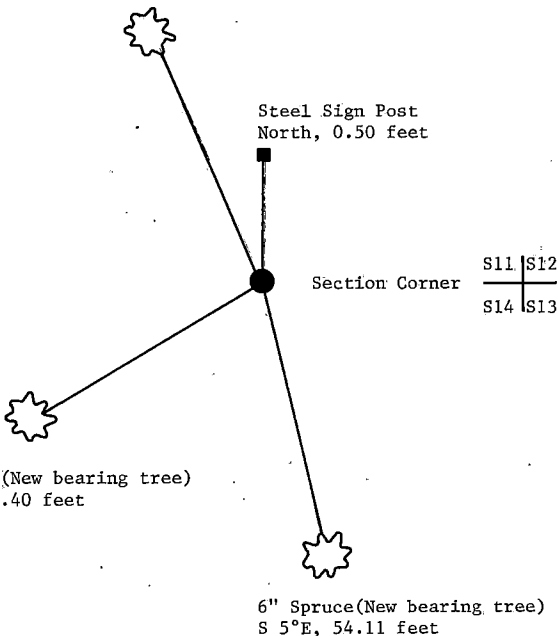 Steel Sign Post
North, 0.50 feet
Section Corner
S11 S12
S14 S13
(New bearing tree)
.40 feet
6" Spruce(New bearing tree)
S 5°E, 54.11 feet